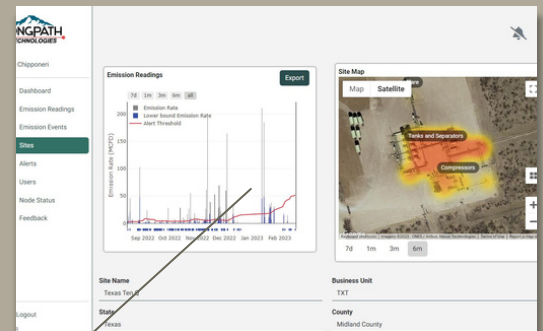 NGPATH
TECHNOLOGIES
Chipponeri
Dashboard
Emission Readings
Emission Events
Sites
Alerts
Users
Node Status
Feedback
Logout
Emission Readings
Export
7d 1m 3m 6m all
Emission Rate
Lower bound Emission Rate
Alert Threshold
Emission Rate (MCFD)
200
150
100
50
0
Sep 2022 Oct 2022 Nov 2022 Dec 2022 Jan 2023 Feb 2023
Site Map
Map Satellite
Tanks and Separators
Compressors
7d 1m 3m 6m
Site Name
Texas Ten
Business Unit
TXT
State
Texas
County
Midland County